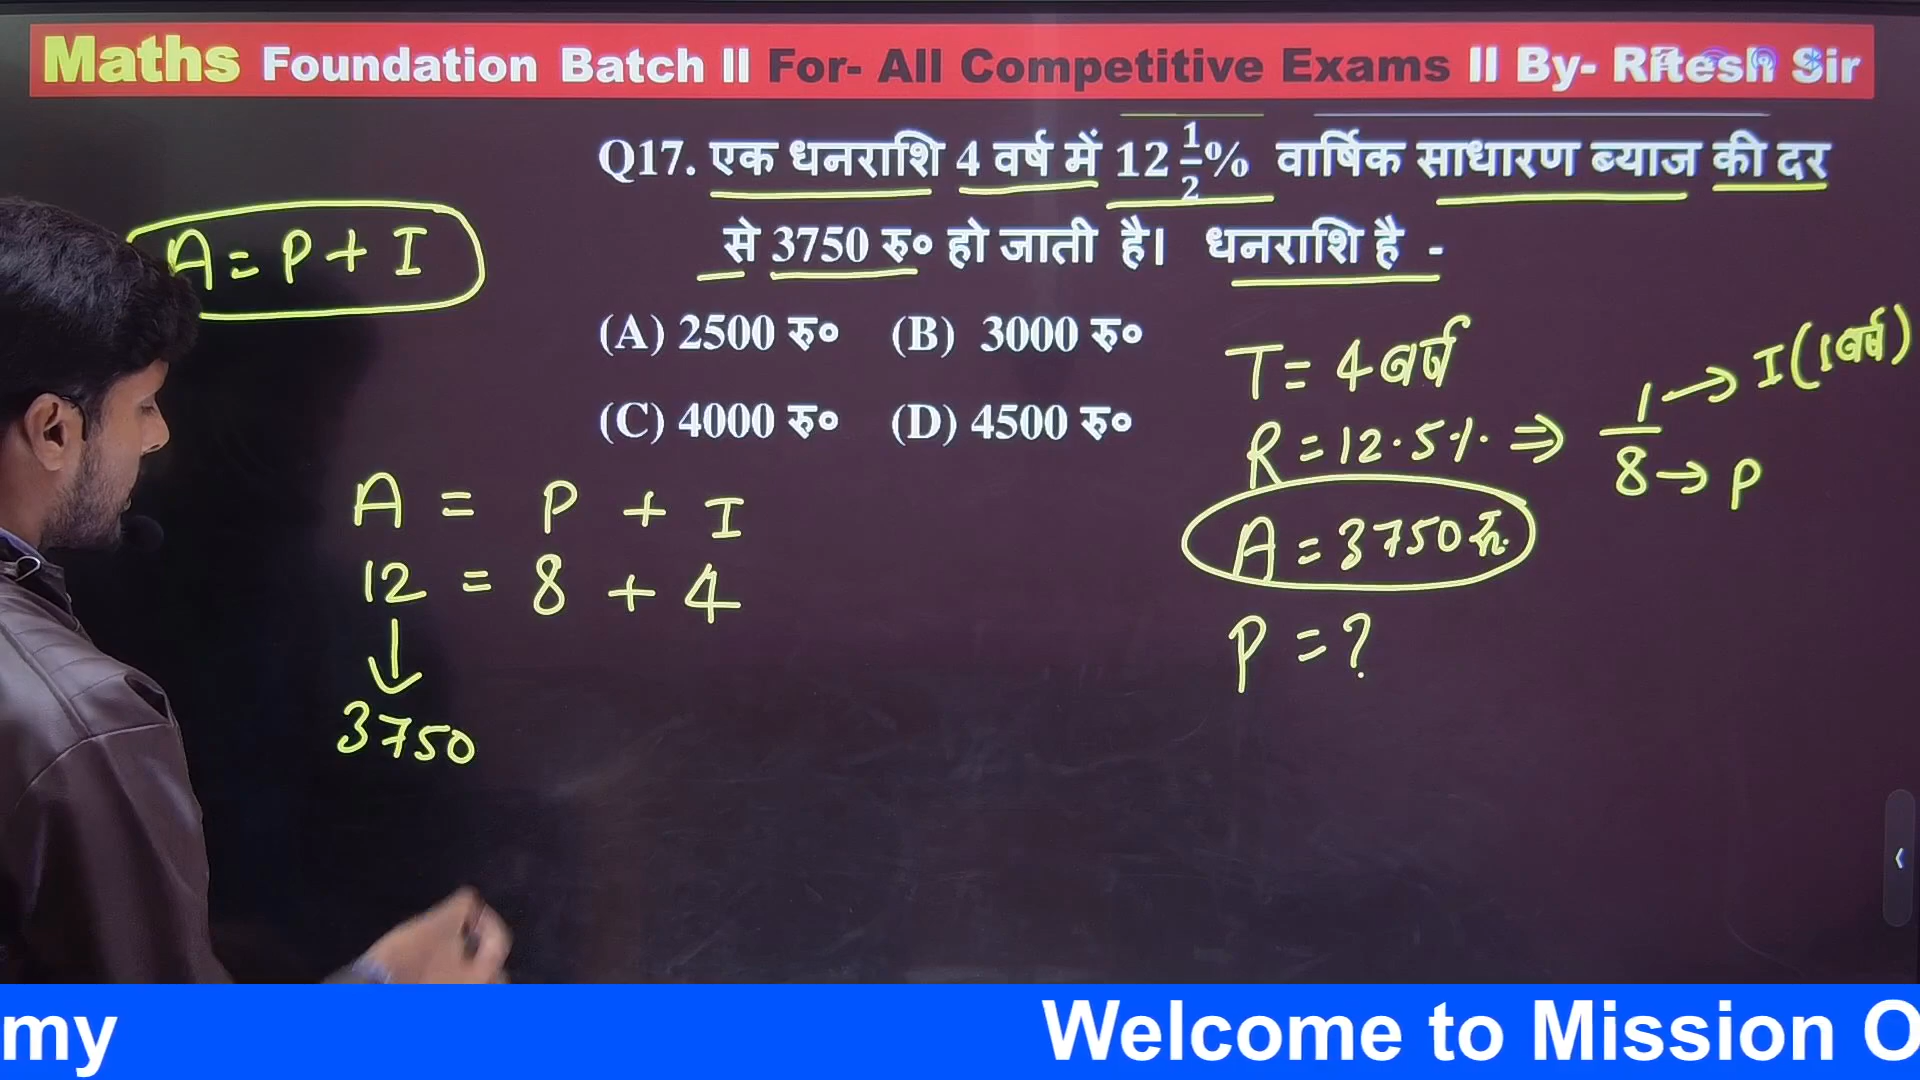 Maths Foundation Batch II For- All Competitive Exams II By- Ritesh Sir
Q17. एक धनराशि 4 वर्ष में 12 1/2% वार्षिक साधारण ब्याज की दर
से 3750 रु० हो जाती है। धनराशि है -
(A) 2500 रु० (B) 3000 रु०
(C) 4000 रु० (D) 4500 रु०
A = P + I
A = P + I
12 = 8 + 4
↓
3750
T = 4 वर्ष
R = 12.5% ⇒ 1/8
1 → I (1वर्ष)
8 → P
A = 3750 रु.
P = ?
my
Welcome to Mission O